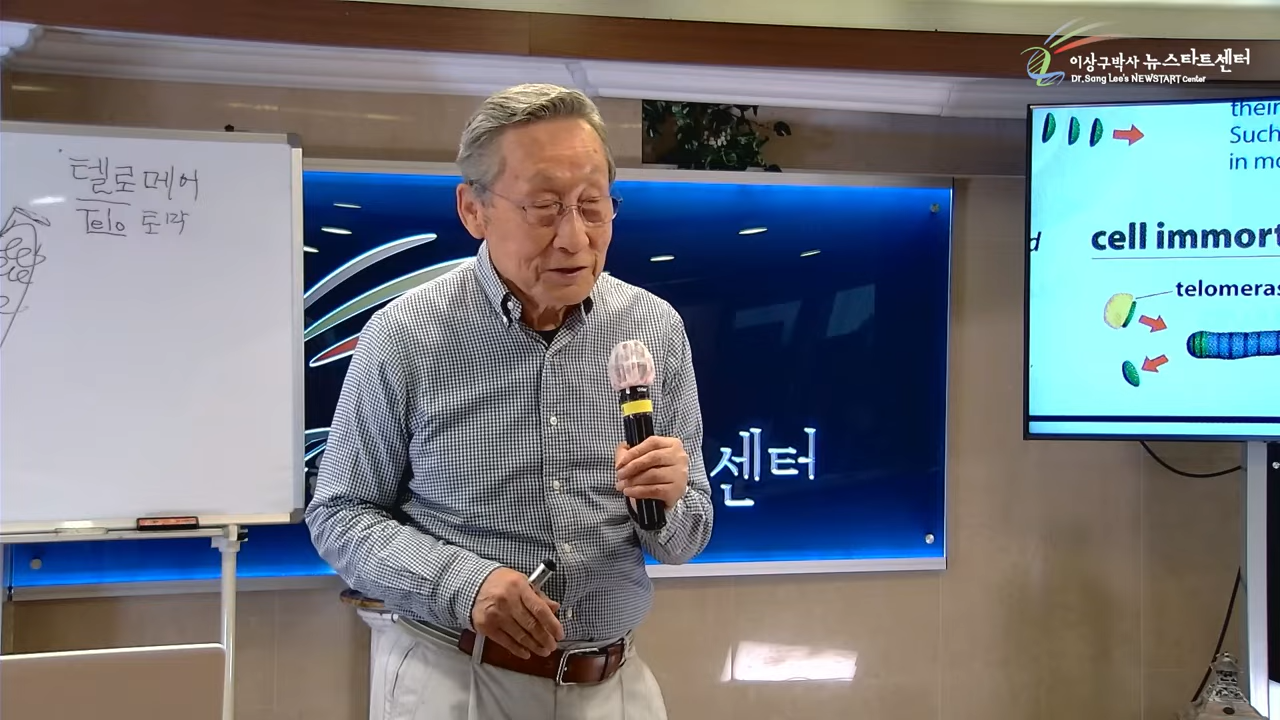 이상구박사 뉴스타트센터
Dr. Sang Lee's NEWSTART Center
텔로메어
Telo 토막
센터
their
Such
in mo
d
cell immort
telomeras